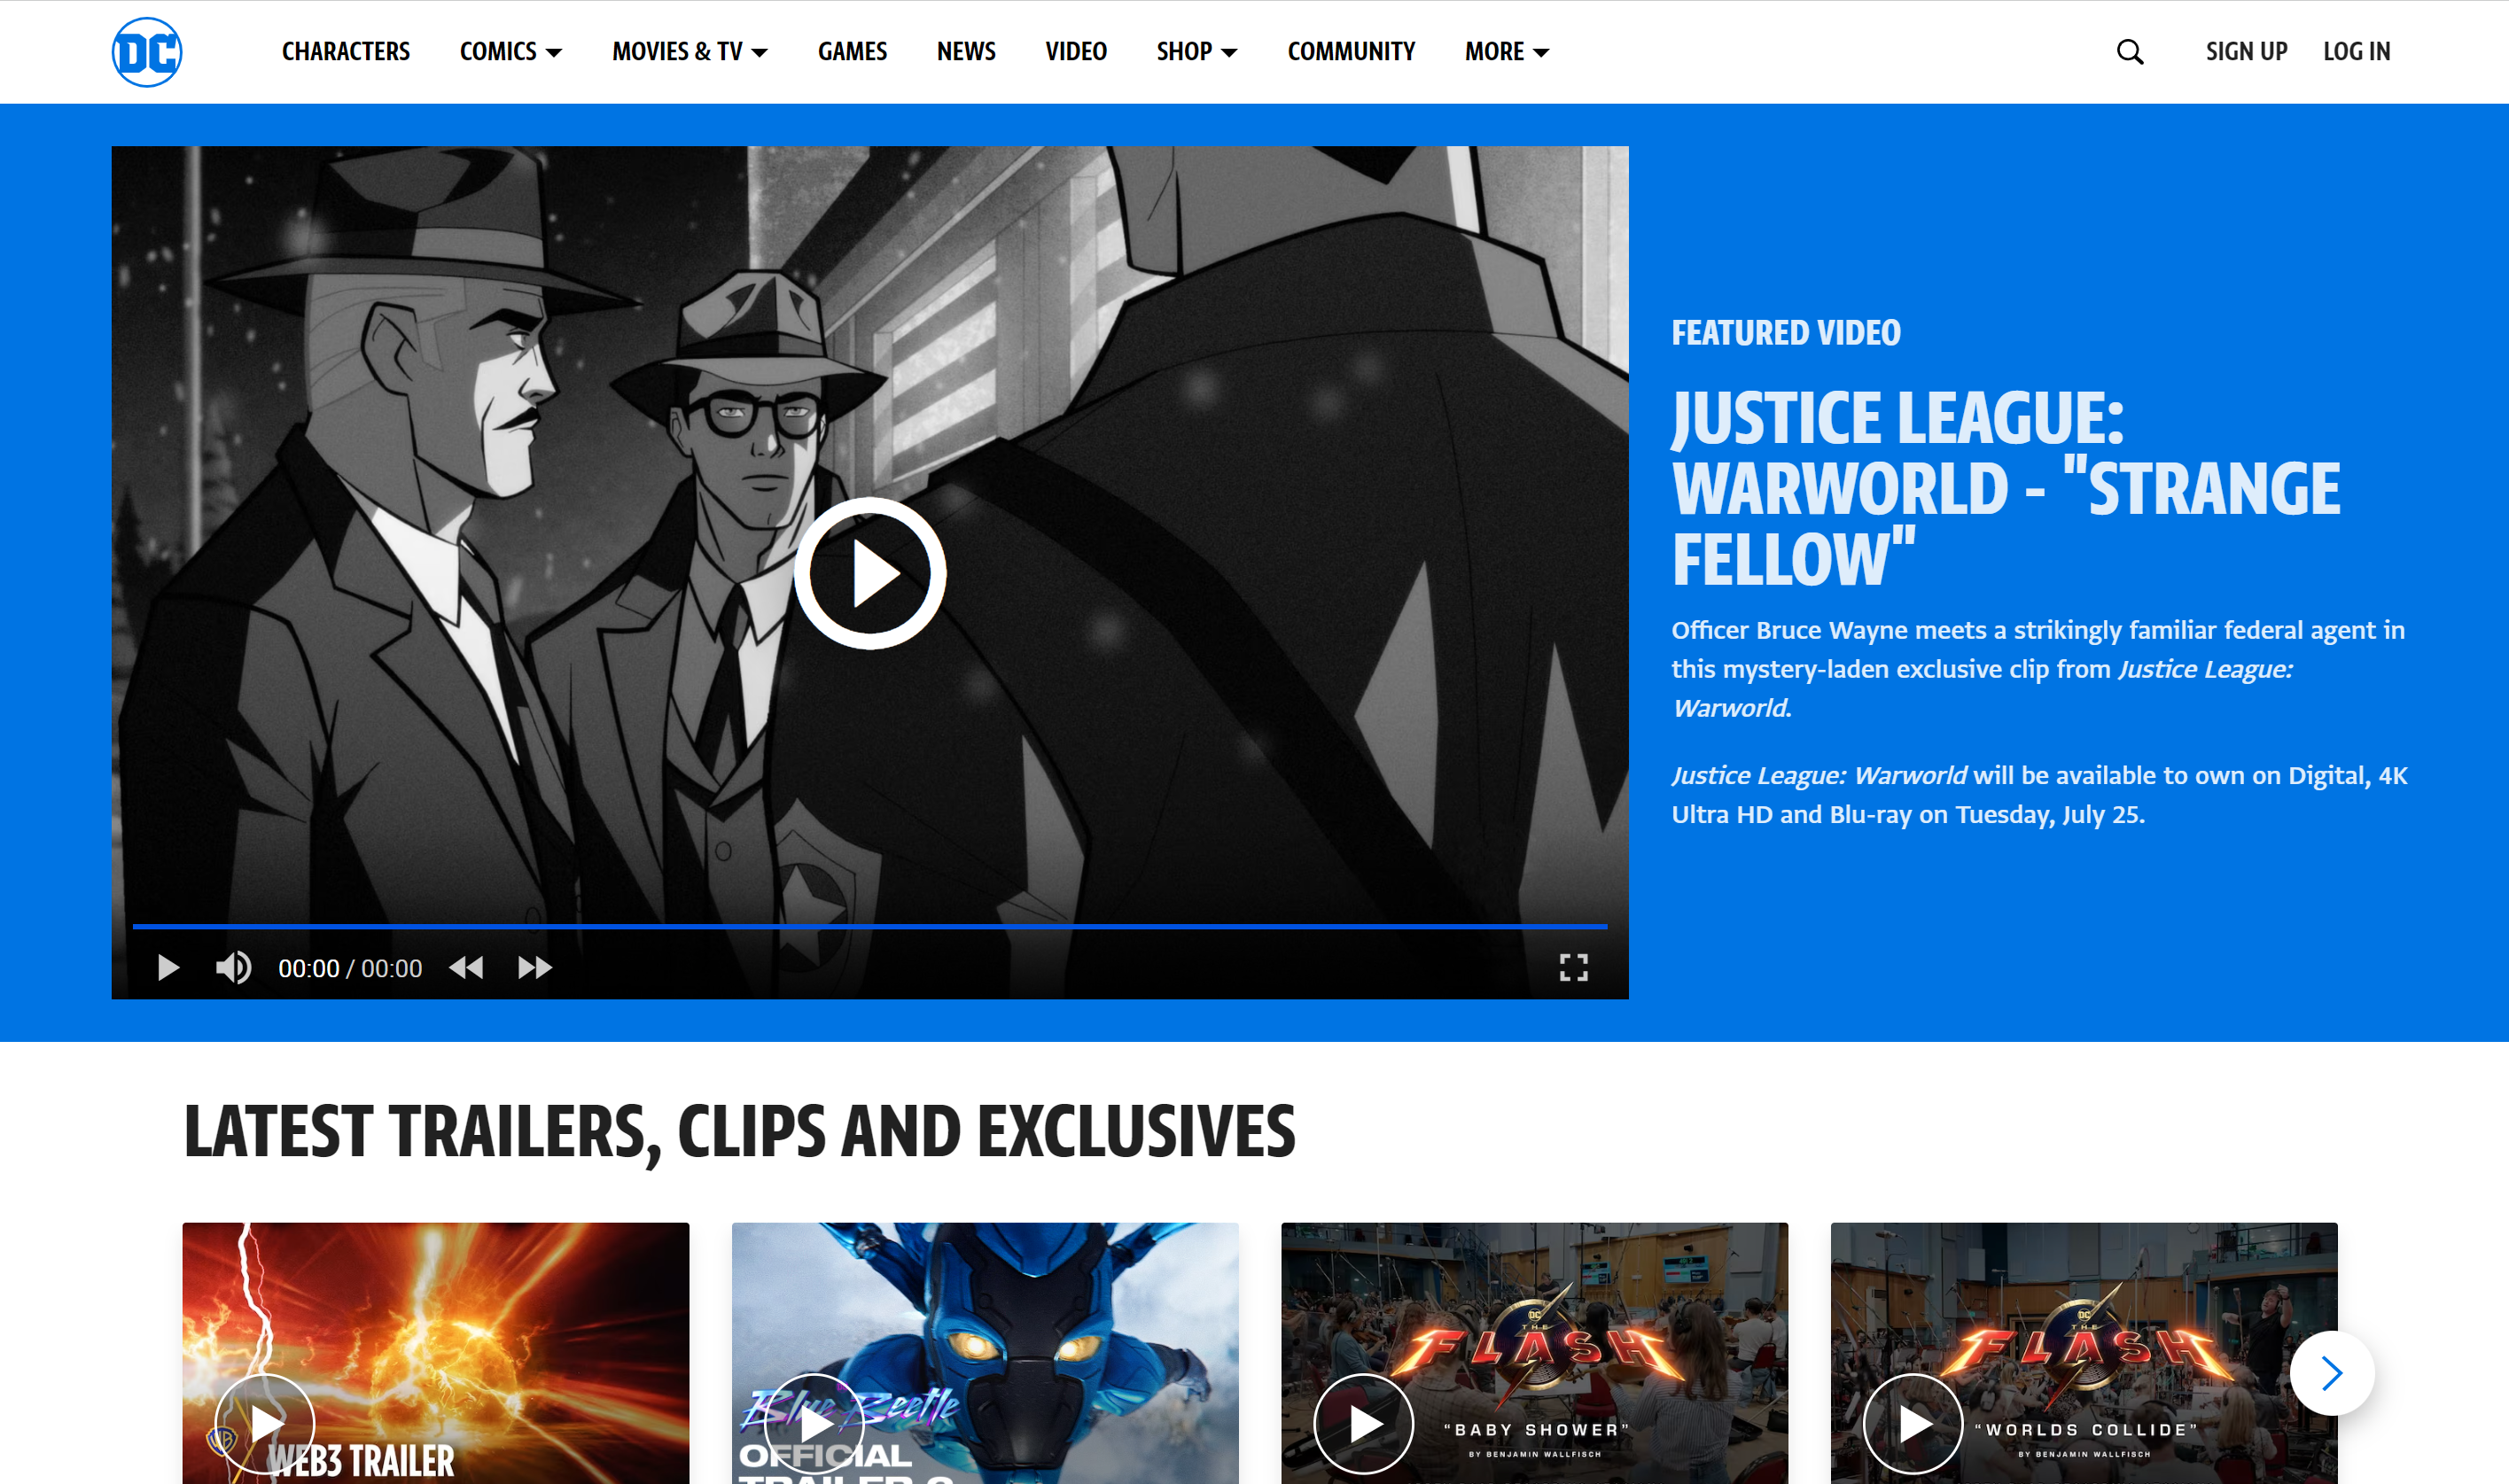 DC
CHARACTERS COMICS MOVIES & TV GAMES NEWS VIDEO SHOP COMMUNITY MORE SIGN UP LOG IN
FEATURED VIDEO
JUSTICE LEAGUE:
WARWORLD - "STRANGE
FELLOW"
Officer Bruce Wayne meets a strikingly familiar federal agent in
this mystery-laden exclusive clip from Justice League:
Warworld.
Justice League: Warworld will be available to own on Digital, 4K
Ultra HD and Blu-ray on Tuesday, July 25.
00:00 / 00:00
LATEST TRAILERS, CLIPS AND EXCLUSIVES
WB
WEB3 TRAILER
Blue Beetle
OFFICIAL
TRAILER
DC
THE
FLASH
“BABY SHOWER”
BY BENJAMIN WALLFISCH
DC
THE
FLASH
“WORLDS COLLIDE”
BY BENJAMIN WALLFISCH